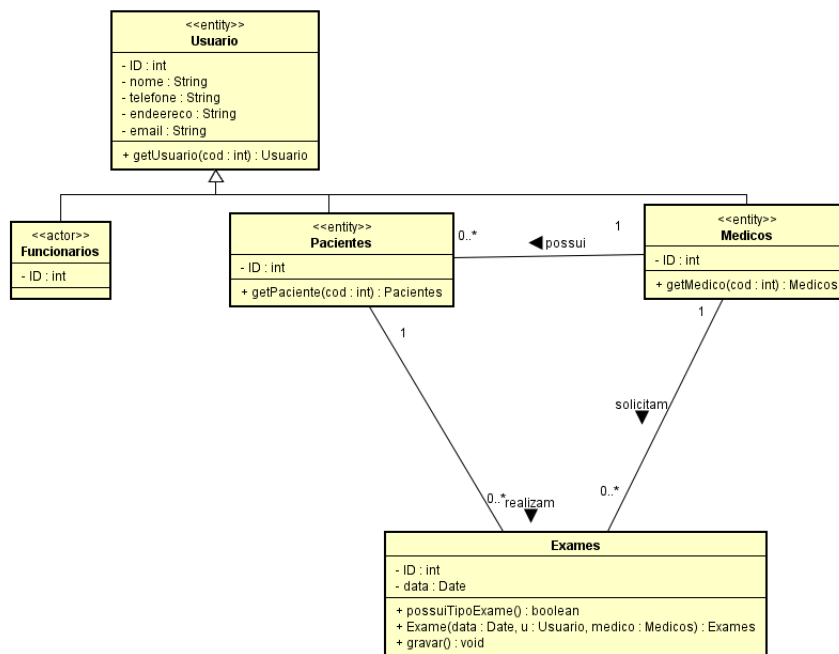 <<entity>>
Usuario
- ID : int
- nome : String
- telefone : String
- endeereco : String
- email : String
+ getUsuario(cod : int) : Usuario
<<actor>>
Funcionarios
- ID : int
<<entity>>
Pacientes
- ID : int
+ getPaciente(cod : int) : Pacientes
0..*
possui
1
<<entity>>
Medicos
- ID : int
+ getMedico(cod : int) : Medicos
1
1
solicitam
0..*
realizam
0..*
Exames
- ID : int
- data : Date
+ possuiTipoExame() : boolean
+ Exame(data : Date, u : Usuario, medico : Medicos) : Exames
+ gravar() : void